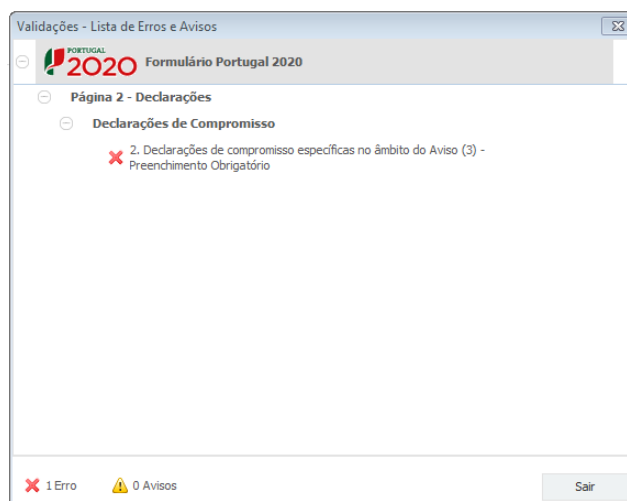 Validações - Lista de Erros e Avisos
PORTUGAL
2020 Formulário Portugal 2020
Página 2 - Declarações
Declarações de Compromisso
2. Declarações de compromisso específicas no âmbito do Aviso (3) -
Preenchimento Obrigatório
1 Erro 0 Avisos Sair